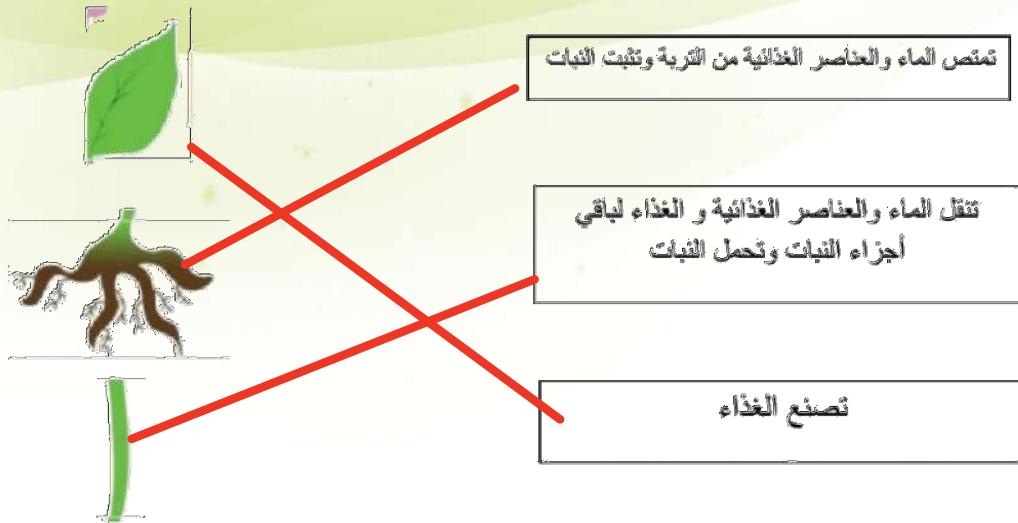 تمتص الماء والعناصر الغذائية من التربة وتثبت النبات
تنقل الماء والعناصر الغذائية و الغذاء لباقي
أجزاء النبات وتحمل النبات
تصنع الغذاء